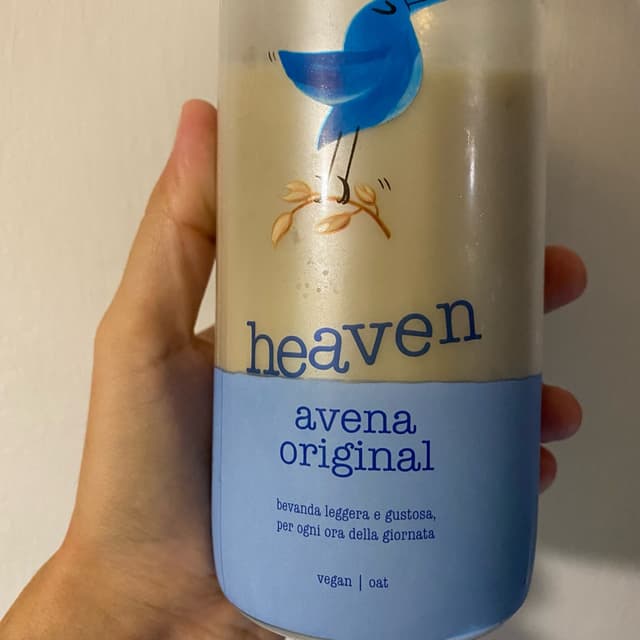 heaven
avena
original
bevanda leggera e gustosa,
per ogni ora della giornata
vegan | oat